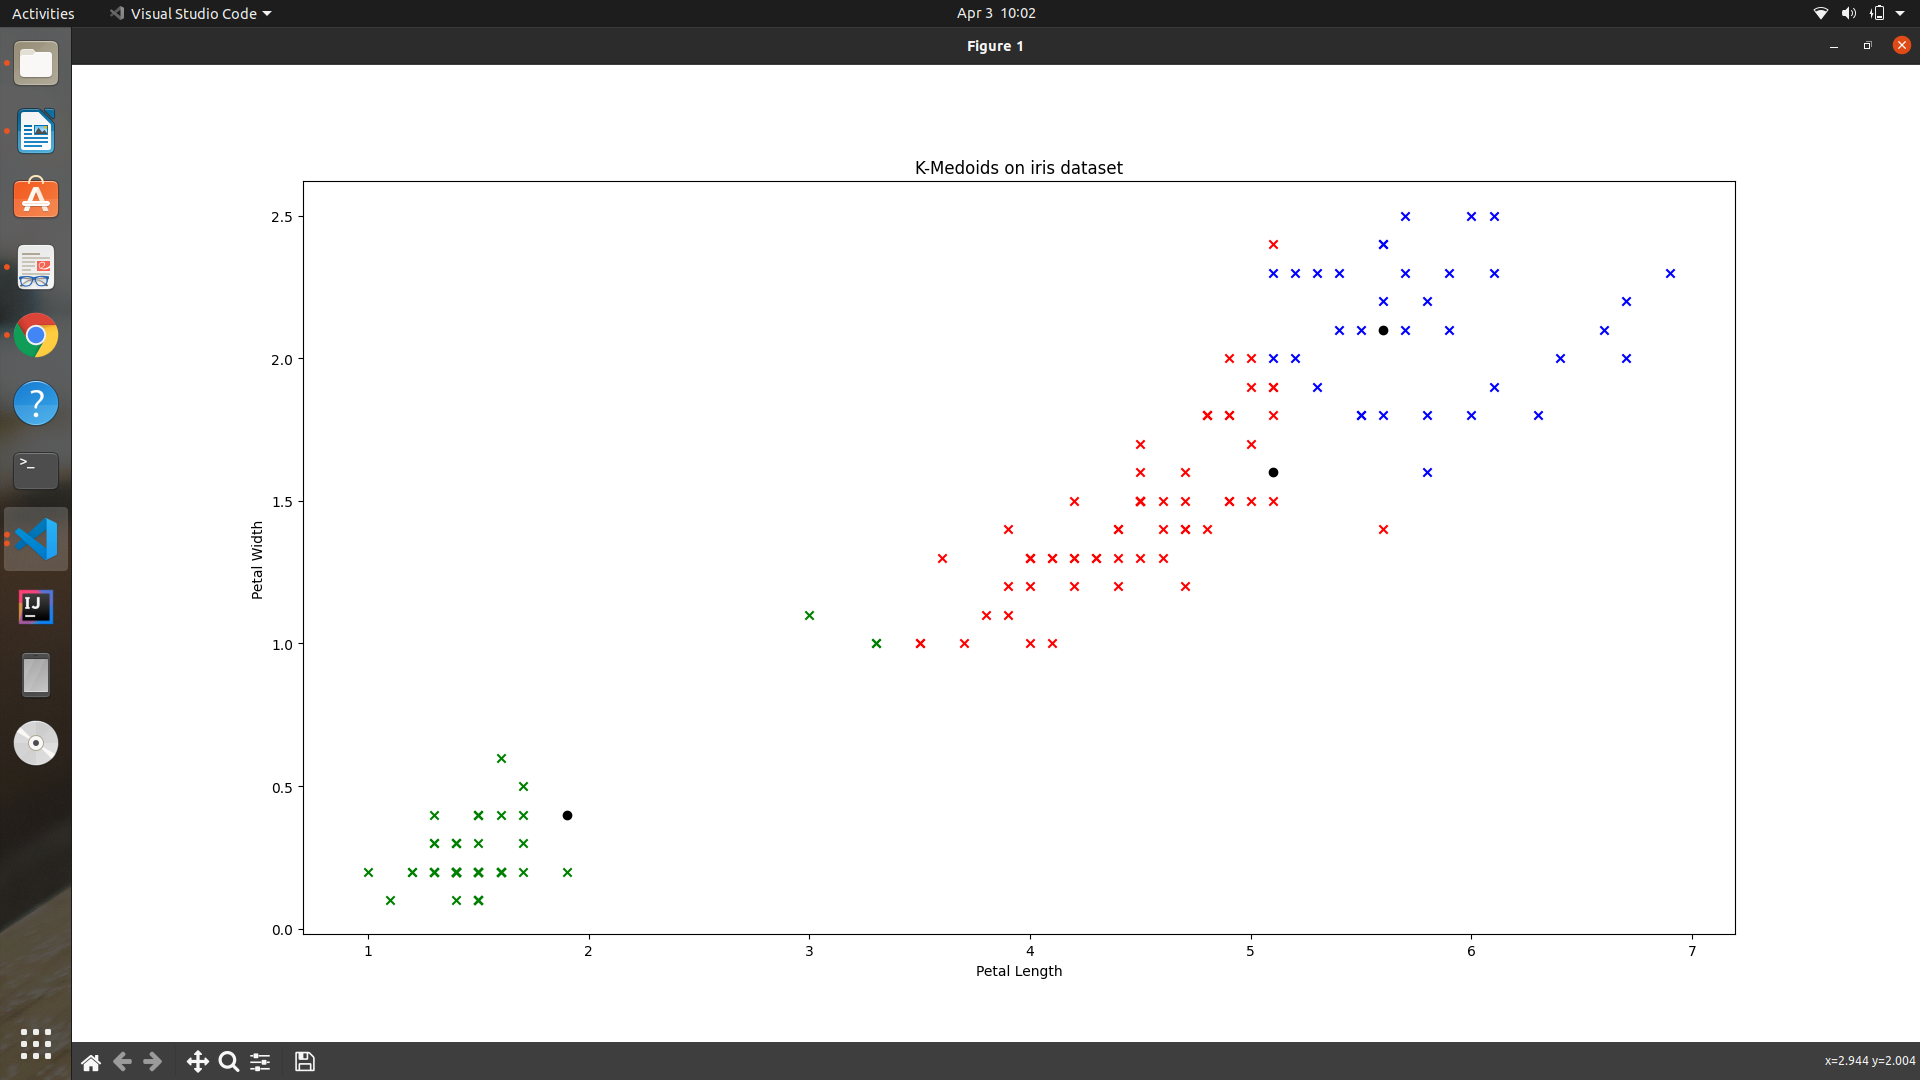 Activities
Visual Studio Code
Apr 3 10:02
Figure 1
K-Medoids on iris dataset
2.5
2.0
1.5
1.0
0.5
0.0
Petal Width
1 2 3 4 5 6 7
Petal Length
>_
?
IJ
x=2.944 y=2.004